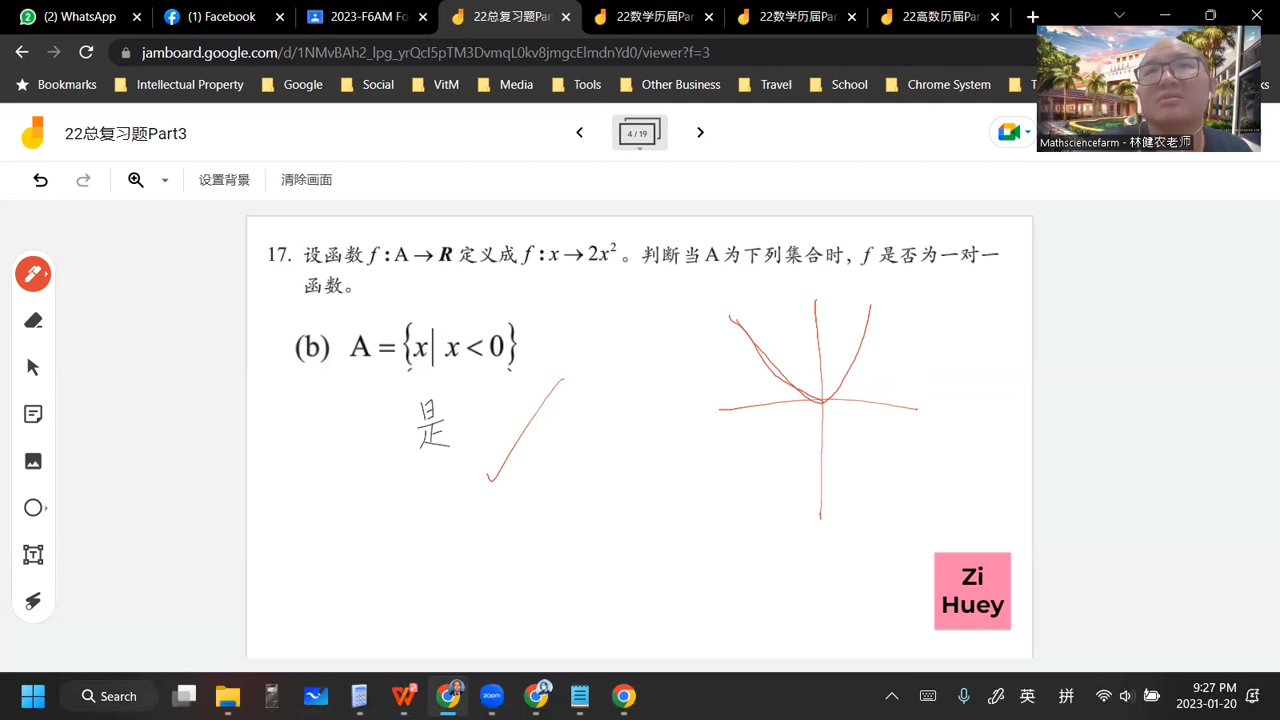 (2) WhatsApp
(1) Facebook
2023-F6AM Fo
22总复习题Part
22数学历届Par
22数学历届Par
22高数历届Part
jamboard.google.com/d/1NMvBAh2_lpg_yrOcI5pTM3DvmqL0kv8jmgcElmdnYd0/viewer?f=3
Bookmarks
Intellectual Property
Google
Social
VitM
Media
Tools
Other Business
Travel
School
Chrome System
Mathsciencefarm - 林健农老师
22总复习题Part3
4 / 19
设置背景
清除画面
17. 设函数 f : A → R 定义成 f : x → 2x²。判断当 A 为下列集合时, f 是否为一对一
函数。
(b) A = {x| x < 0}
是
Zi
Huey
Search
zoom
英
拼
9:27 PM
2023-01-20